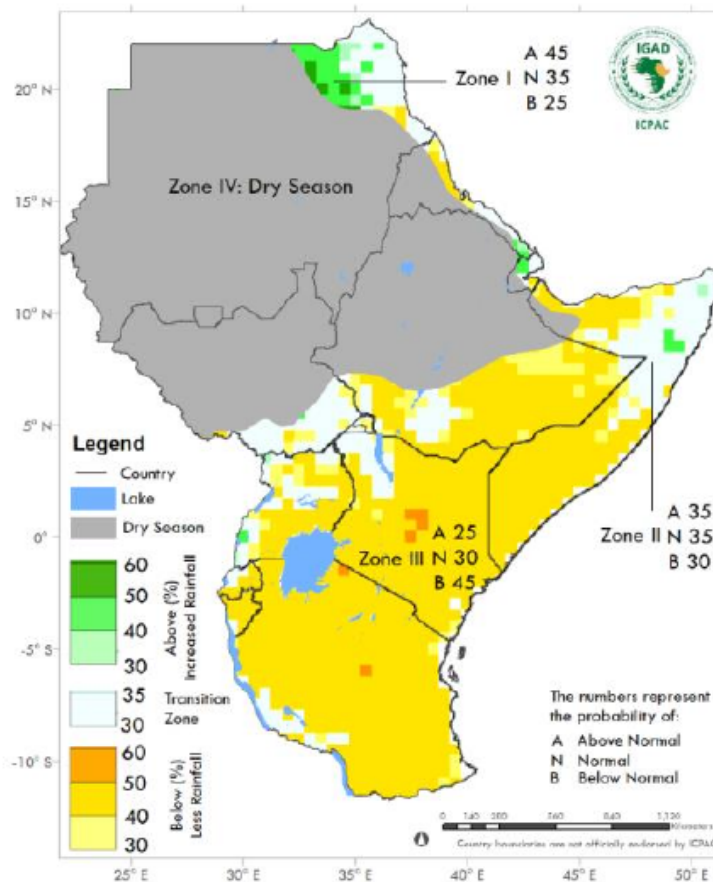 IGAD
ICPAC
A 45
Zone I N 35
B 25
20° N
Zone IV: Dry Season
15° N
10° N
5° N
Legend
Country
Lake
Dry Season
60
50
40
30
Above (%)
Increased Rainfall
35
30
Transition
Zone
60
50
40
30
Below (%)
Less Rainfall
0°
-5° S
-10° S
A 25
Zone III N 30
B 45
A 35
Zone II N 35
B 30
The numbers represent
the probability of:
A Above Normal
N Normal
B Below Normal
Kilometers
Country boundaries are not officially endorsed by ICPAC
25° E 30° E 35° E 40° E 45° E 50° E